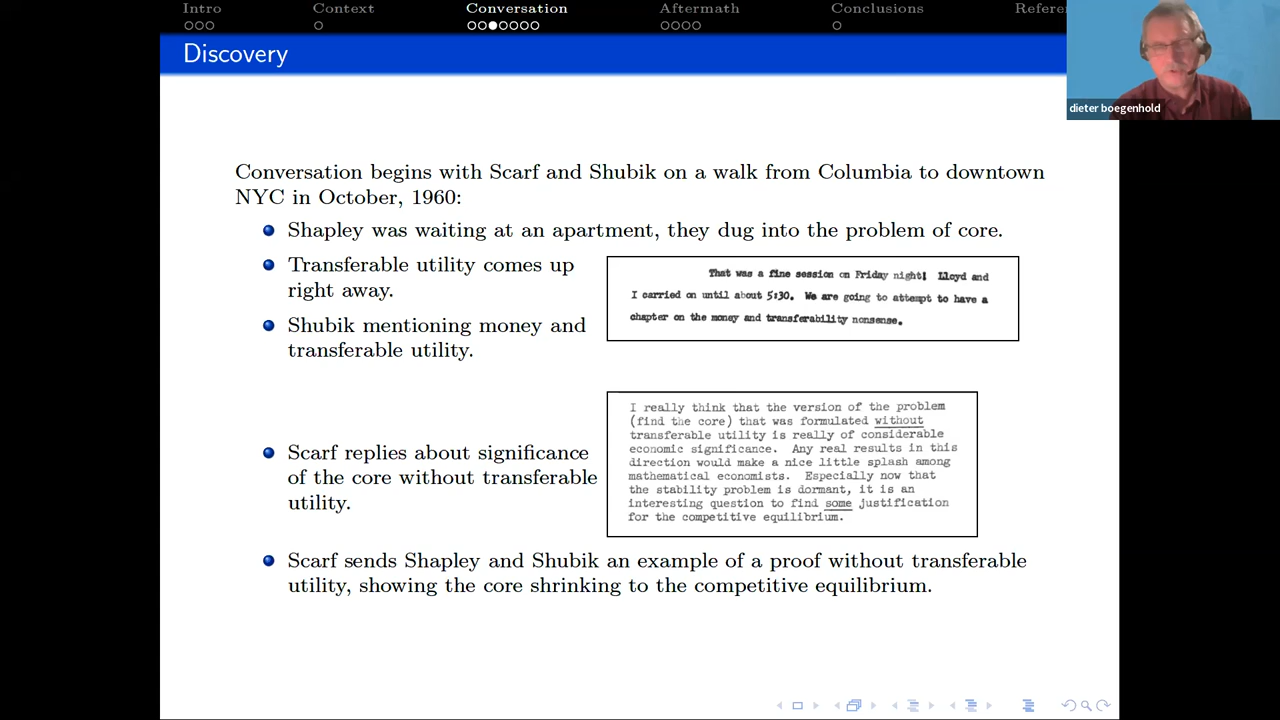 Intro Context Conversation Aftermath Conclusions Refere
Discovery
dieter boegenhold
Conversation begins with Scarf and Shubik on a walk from Columbia to downtown
NYC in October, 1960:
Shapley was waiting at an apartment, they dug into the problem of core.
Transferable utility comes up
right away.
Shubik mentioning money and
transferable utility.
That was a fine session on Friday night! Lloyd and
I carried on until about 5:30. We are going to attempt to have a
chapter on the money and transferability nonsense.
Scarf replies about significance
of the core without transferable
utility.
I really think that the version of the problem
(find the core) that was formulated without
transferable utility is really of considerable
economic significance. Any real results in this
direction would make a nice little splash among
mathematical economists. Especially now that
the stability problem is dormant, it is an
interesting question to find some justification
for the competitive equilibrium.
Scarf sends Shapley and Shubik an example of a proof without transferable
utility, showing the core shrinking to the competitive equilibrium.